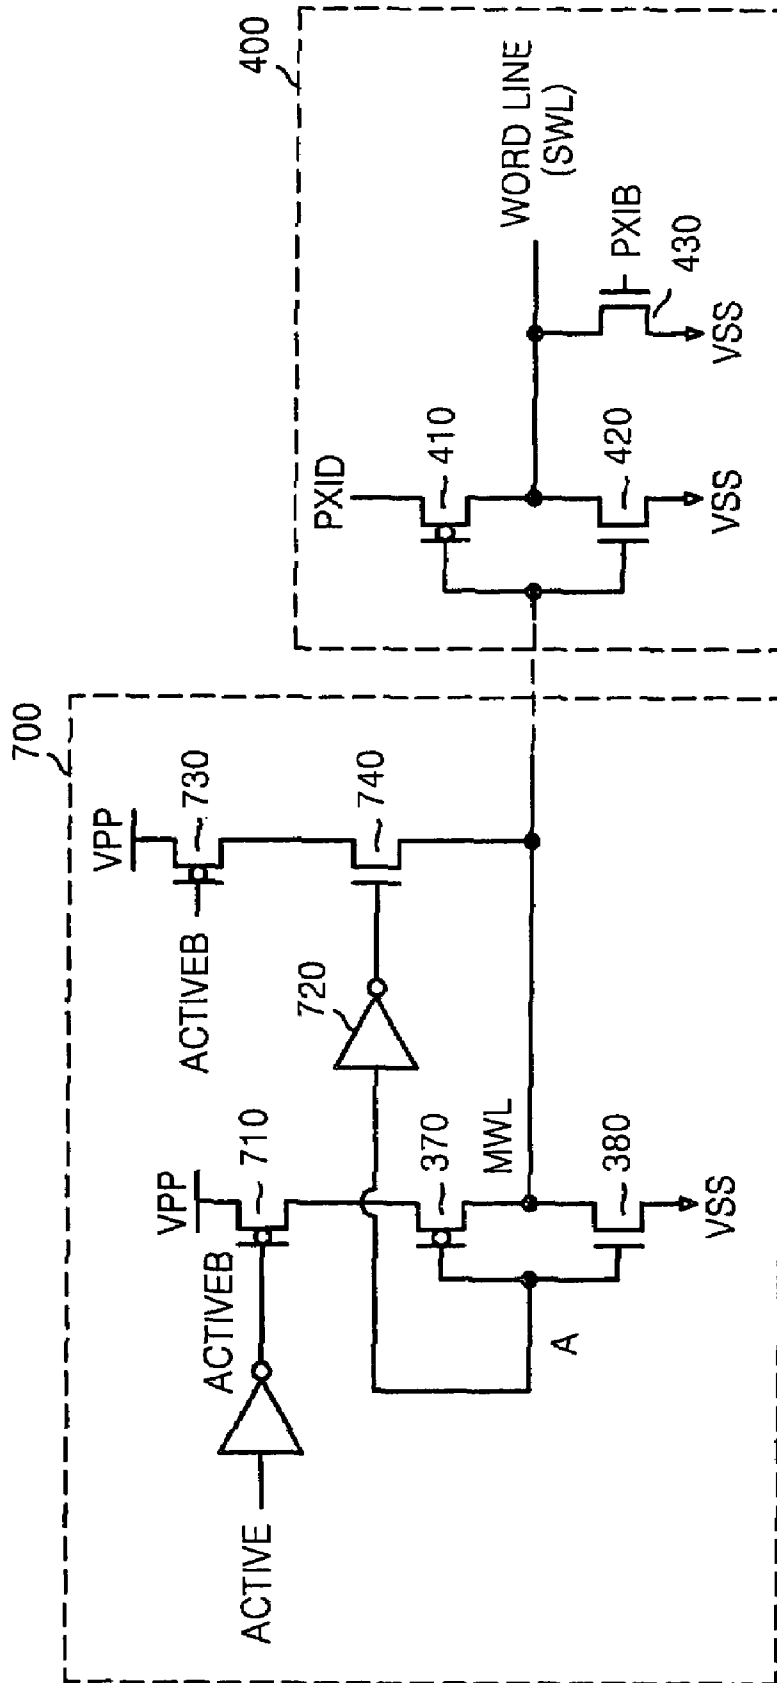 700
VPP
ACTIVEB
730
740
720
VPP
ACTIVEB
710
ACTIVE
370
MWL
A
380
VSS
400
PXID
410
WORD LINE
(SWL)
420
PXIB
430
VSS
VSS